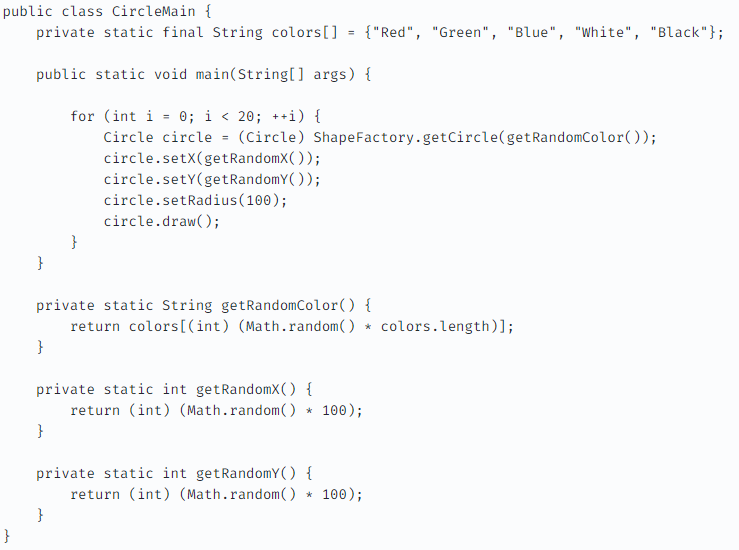 public class CircleMain {
    private static final String colors[] = {"Red", "Green", "Blue", "White", "Black"};

    public static void main(String[] args) {

        for (int i = 0; i < 20; ++i) {
            Circle circle = (Circle) ShapeFactory.getCircle(getRandomColor());
            circle.setX(getRandomX());
            circle.setY(getRandomY());
            circle.setRadius(100);
            circle.draw();
        }
    }

    private static String getRandomColor() {
        return colors[(int) (Math.random() * colors.length)];
    }

    private static int getRandomX() {
        return (int) (Math.random() * 100);
    }

    private static int getRandomY() {
        return (int) (Math.random() * 100);
    }
}